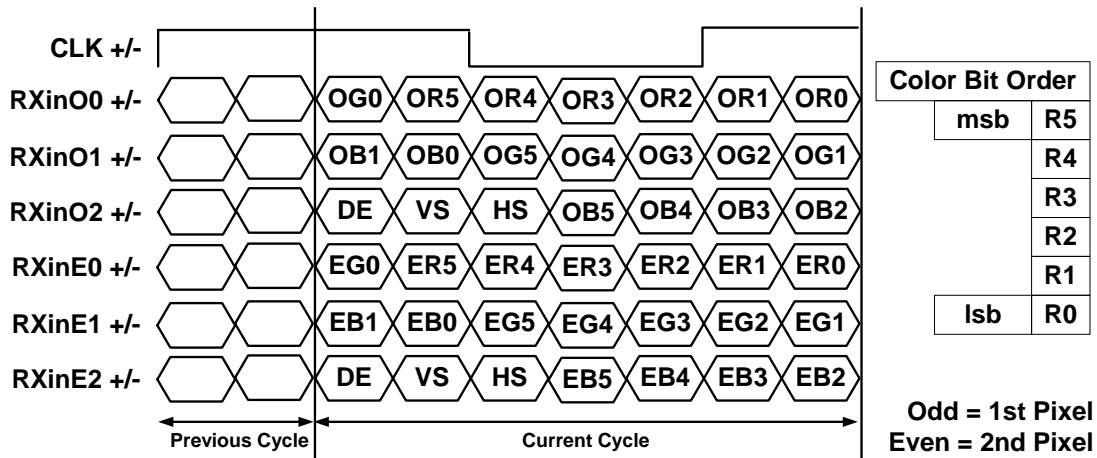 CLK +/-
RXinO0 +/- OG0 OR5 OR4 OR3 OR2 OR1 OR0
RXinO1 +/- OB1 OB0 OG5 OG4 OG3 OG2 OG1
RXinO2 +/- DE VS HS OB5 OB4 OB3 OB2
RXinE0 +/- EG0 ER5 ER4 ER3 ER2 ER1 ER0
RXinE1 +/- EB1 EB0 EG5 EG4 EG3 EG2 EG1
RXinE2 +/- DE VS HS EB5 EB4 EB3 EB2
Previous Cycle Current Cycle
Color Bit Order
msb R5
R4
R3
R2
R1
lsb R0
Odd = 1st Pixel
Even = 2nd Pixel